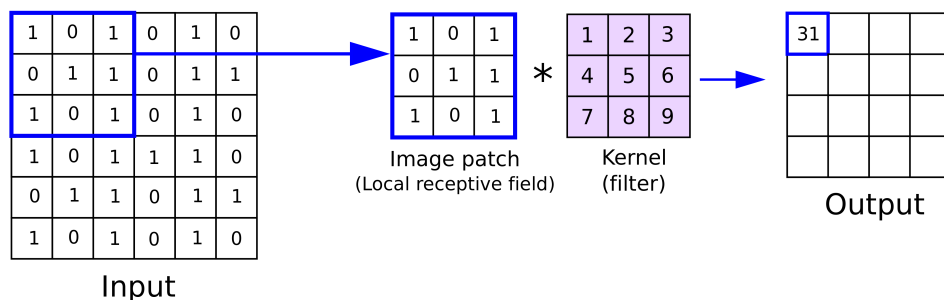 1 0 1 0 1 0
0 1 1 0 1 1
1 0 1 0 1 0
1 0 1 1 1 0
0 1 1 0 1 1
1 0 1 0 1 0
Input
1 0 1
0 1 1
1 0 1
Image patch
(Local receptive field)
*
1 2 3
4 5 6
7 8 9
Kernel
(filter)
31
Output